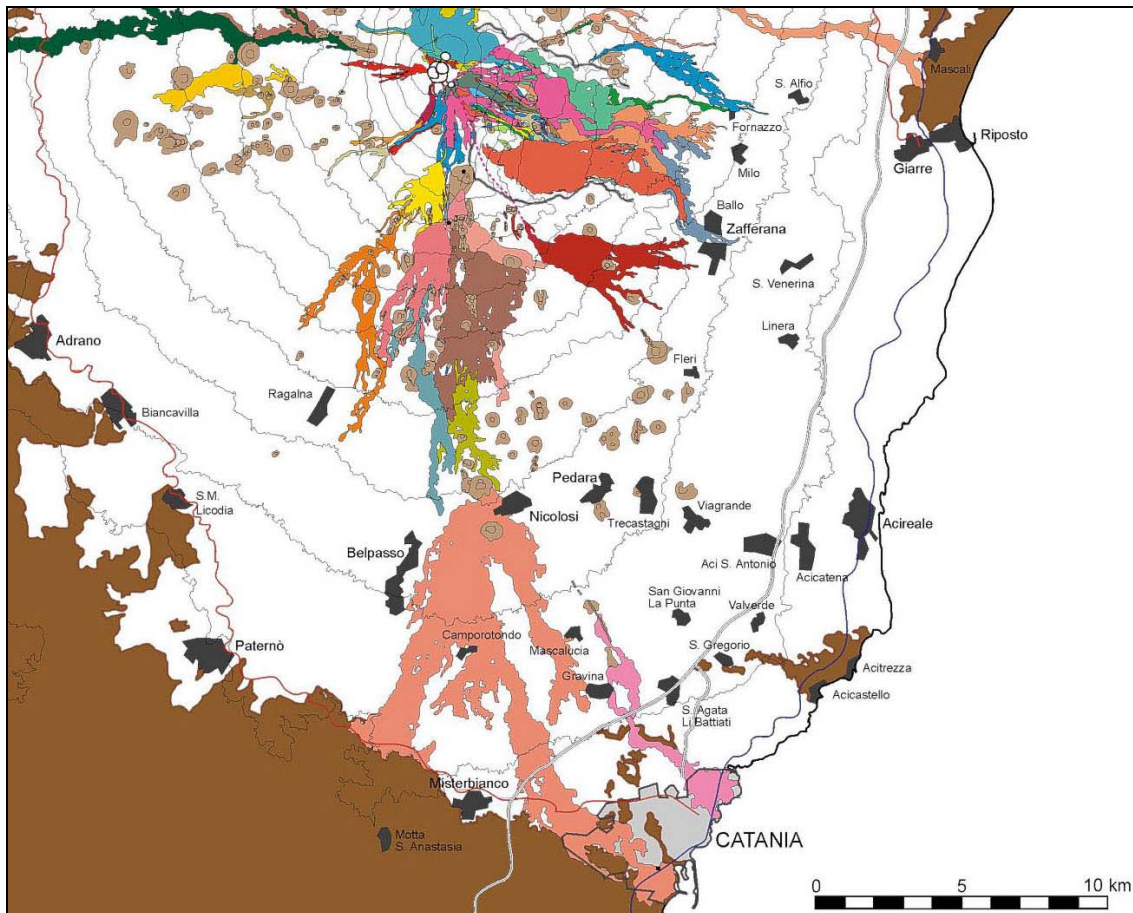 Mascali
S. Alfio
Fornazzo
Riposto
Giarre
Milo
Ballo
Zafferana
S. Venerina
Linera
Adrano
Fleri
Ragalna
Biancavilla
Pedara
S.M.
Licodia
Nicolosi
Trecastagni
Viagrande
Acireale
Belpasso
Aci S. Antonio
Acicatena
San Giovanni
La Punta
Valverde
Camporotondo
Paternò
Mascalucia
S. Gregorio
Acitrezza
Gravina
Acicastello
S. Agata
Li Battiati
Misterbianco
Motta
S. Anastasia
CATANIA
0 5 10 km